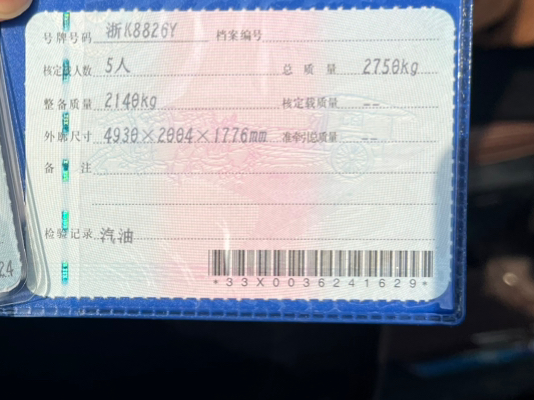 号牌号码 浙K8826Y 档案编号
核定载人数 5人 总质量 2750kg
整备质量 2140kg 核定载质量 --
外廓尺寸 4930×2004×1776mm 准牵引总质量 --
备注
检验记录 汽油
*33X0036241629*
24